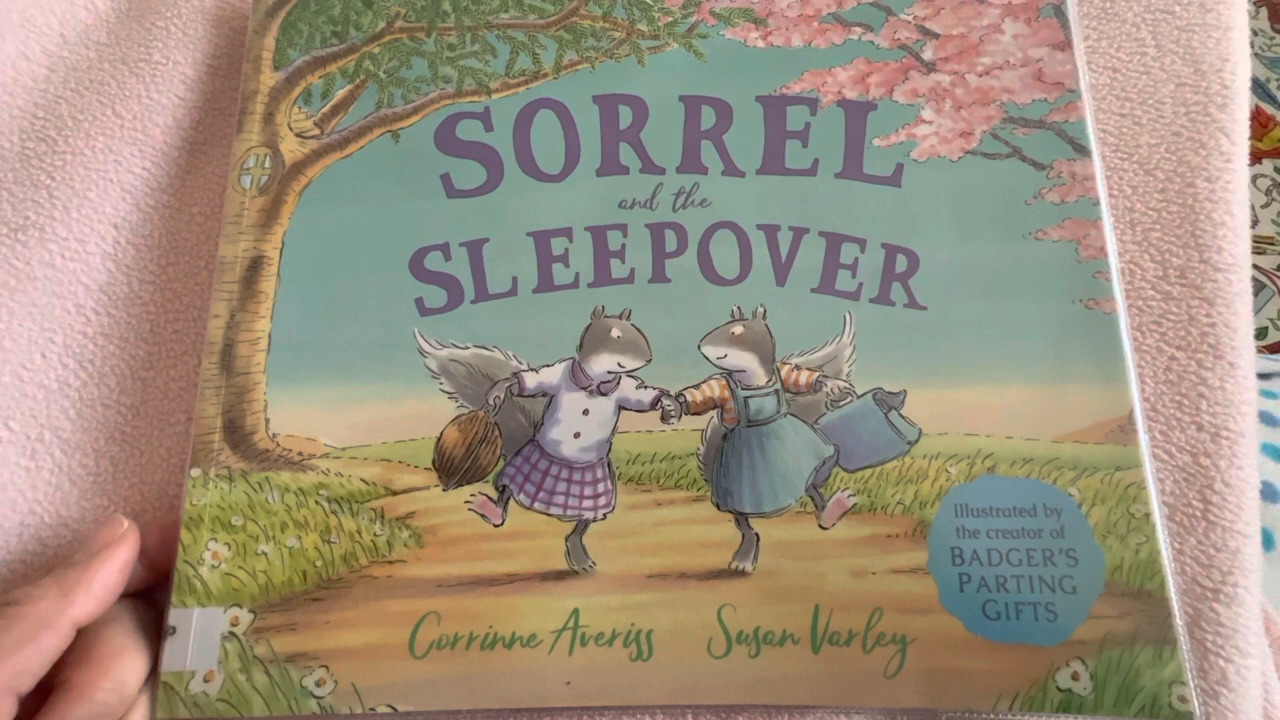 SORREL
and the
SLEEPOVER
Illustrated by
the creator of
BADGER'S
PARTING
GIFTS
Corrinne Averiss Susan Varley